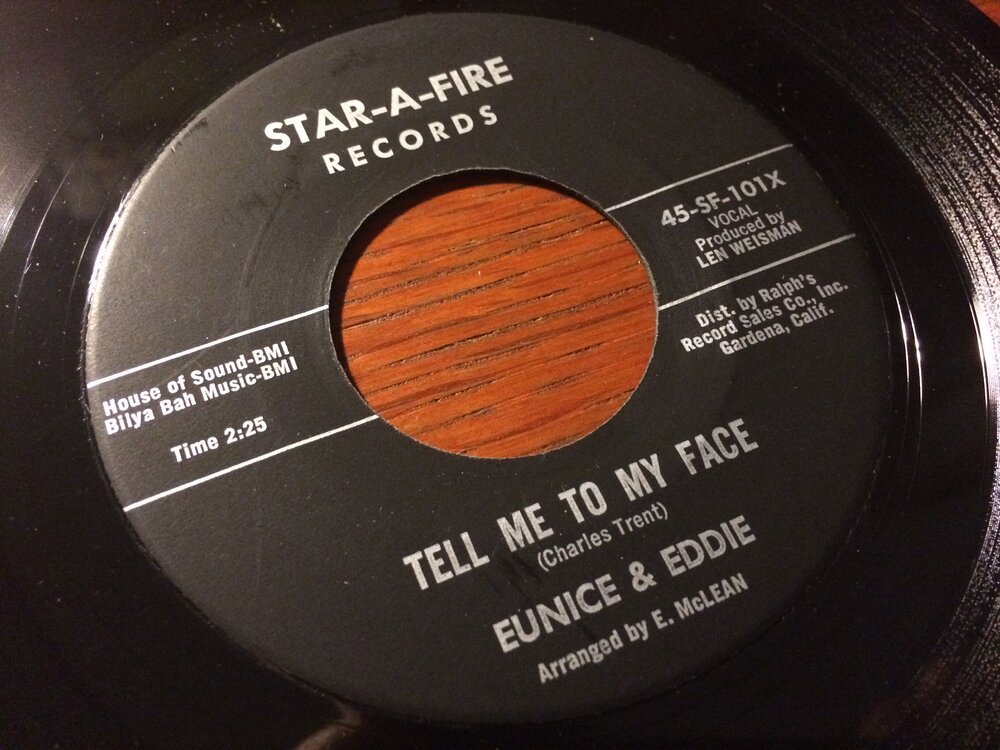 STAR-A-FIRE
RECORDS
45-SF-101X
VOCAL
Produced by
LEN WEISMAN
Dist. by Ralph's
Record Sales Co., Inc.
Gardena, Calif.
House of Sound-BMI
Bilya Bah Music-BMI
Time 2:25
TELL ME TO MY FACE
(Charles Trent)
EUNICE & EDDIE
Arranged by E. McLEAN